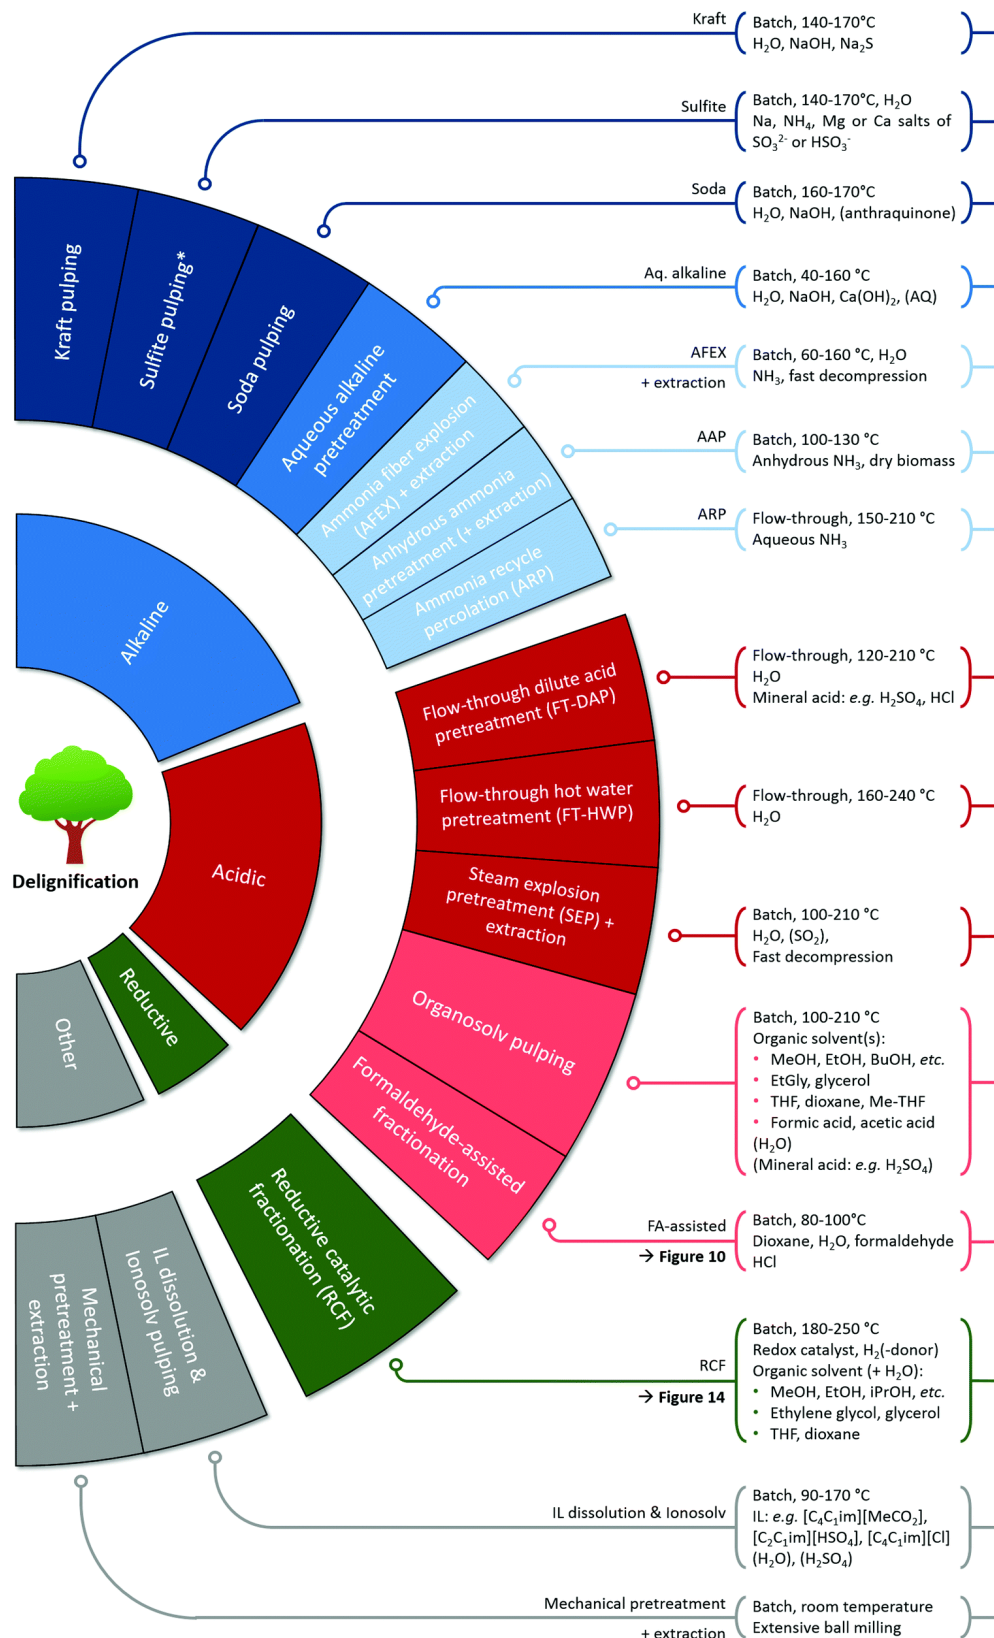 Kraft
Batch, 140-170°C
H₂O, NaOH, Na₂S
Sulfite
Batch, 140-170°C, H₂O
Na, NH₄, Mg or Ca salts of
SO₃²⁻ or HSO₃⁻
Soda
Batch, 160-170°C
H₂O, NaOH, (anthraquinone)
Aq. alkaline
Batch, 40-160 °C
H₂O, NaOH, Ca(OH)₂, (AQ)
AFEX
+ extraction
Batch, 60-160 °C, H₂O
NH₃, fast decompression
AAP
Batch, 100-130 °C
Anhydrous NH₃, dry biomass
ARP
Flow-through, 150-210 °C
Aqueous NH₃
Flow-through, 120-210 °C
H₂O
Mineral acid: e.g. H₂SO₄, HCl
Flow-through, 160-240 °C
H₂O
Batch, 100-210 °C
H₂O, (SO₂),
Fast decompression
Batch, 100-210 °C
Organic solvent(s):
• MeOH, EtOH, BuOH, etc.
• EtGly, glycerol
• THF, dioxane, Me-THF
• Formic acid, acetic acid
(H₂O)
(Mineral acid: e.g. H₂SO₄)
FA-assisted
→ Figure 10
Batch, 80-100°C
Dioxane, H₂O, formaldehyde
HCl
RCF
→ Figure 14
Batch, 180-250 °C
Redox catalyst, H₂(-donor)
Organic solvent (+ H₂O):
• MeOH, EtOH, iPrOH, etc.
• Ethylene glycol, glycerol
• THF, dioxane
IL dissolution & Ionosolv
Batch, 90-170 °C
IL: e.g. [C₄C₁im][MeCO₂],
[C₂C₁im][HSO₄], [C₄C₁im][Cl]
(H₂O), (H₂SO₄)
Mechanical pretreatment
+ extraction
Batch, room temperature
Extensive ball milling
Kraft pulping
Sulfite pulping*
Soda pulping
Aqueous alkaline
pretreatment
Ammonia fiber explosion
(AFEX) + extraction
Anhydrous ammonia
pretreatment (+ extraction)
Ammonia recycle
percolation (ARP)
Flow-through dilute acid
pretreatment (FT-DAP)
Flow-through hot water
pretreatment (FT-HWP)
Steam explosion
pretreatment (SEP) +
extraction
Organosolv pulping
Formaldehyde-assisted
fractionation
Reductive catalytic
fractionation (RCF)
IL dissolution &
Ionosolv pulping
Mechanical
pretreatment +
extraction
Alkaline
Acidic
Reductive
Other
Delignification